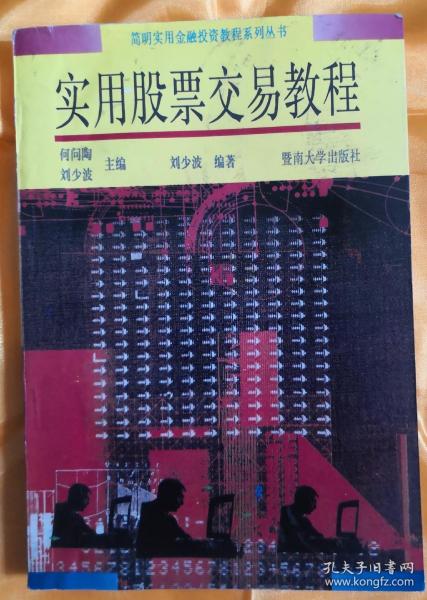 简明实用金融投资教程系列丛书
实用股票交易教程
何问陶
刘少波
主编
刘少波 编著
暨南大学出版社
孔夫子旧书网
www.kongfz.com